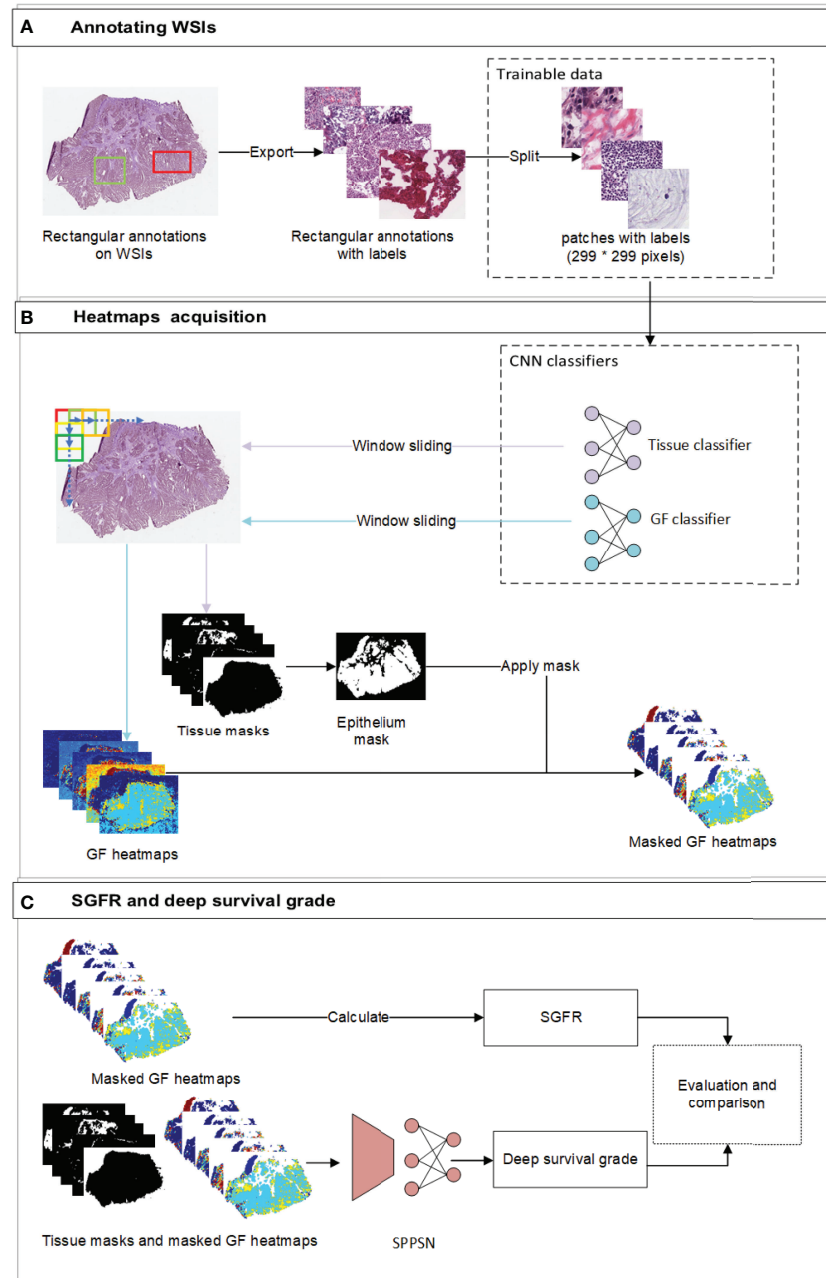 A Annotating WSIs
Trainable data
Export
Split
Rectangular annotations
on WSIs
Rectangular annotations
with labels
patches with labels
(299 * 299 pixels)
B Heatmaps acquisition
CNN classifiers
Window sliding
Tissue classifier
Window sliding
GF classifier
Apply mask
Tissue masks
Epithelium
mask
GF heatmaps
Masked GF heatmaps
C SGFR and deep survival grade
Calculate
SGFR
Masked GF heatmaps
Evaluation and
comparison
Deep survival grade
Tissue masks and masked GF heatmaps
SPPSN